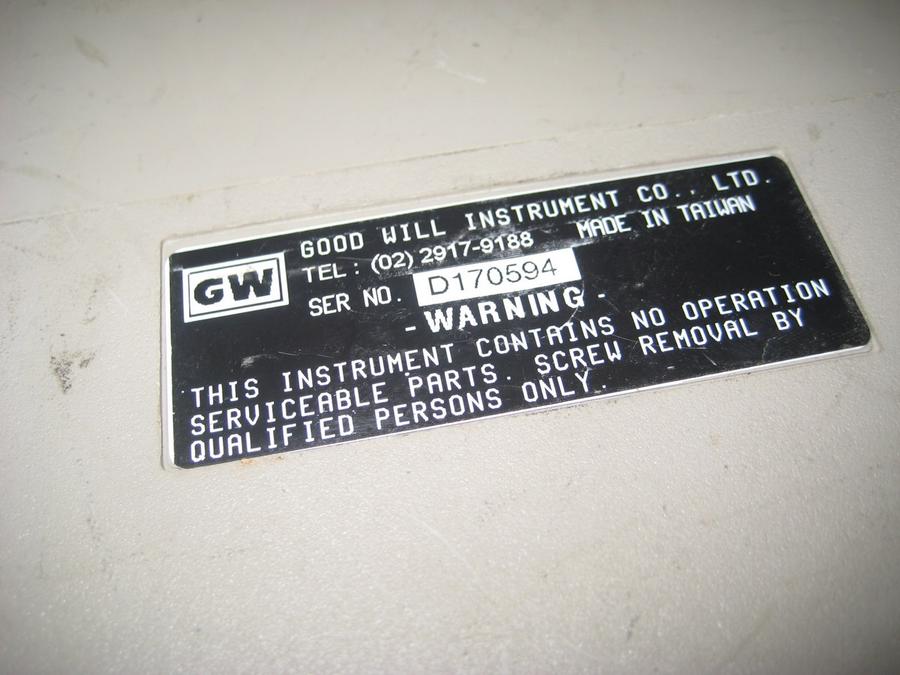 GOOD WILL INSTRUMENT CO., LTD.
GW
TEL : (02) 2917-9188 MADE IN TAIWAN
SER NO. D170594
- WARNING -
THIS INSTRUMENT CONTAINS NO OPERATION
SERVICEABLE PARTS. SCREW REMOVAL BY
QUALIFIED PERSONS ONLY.